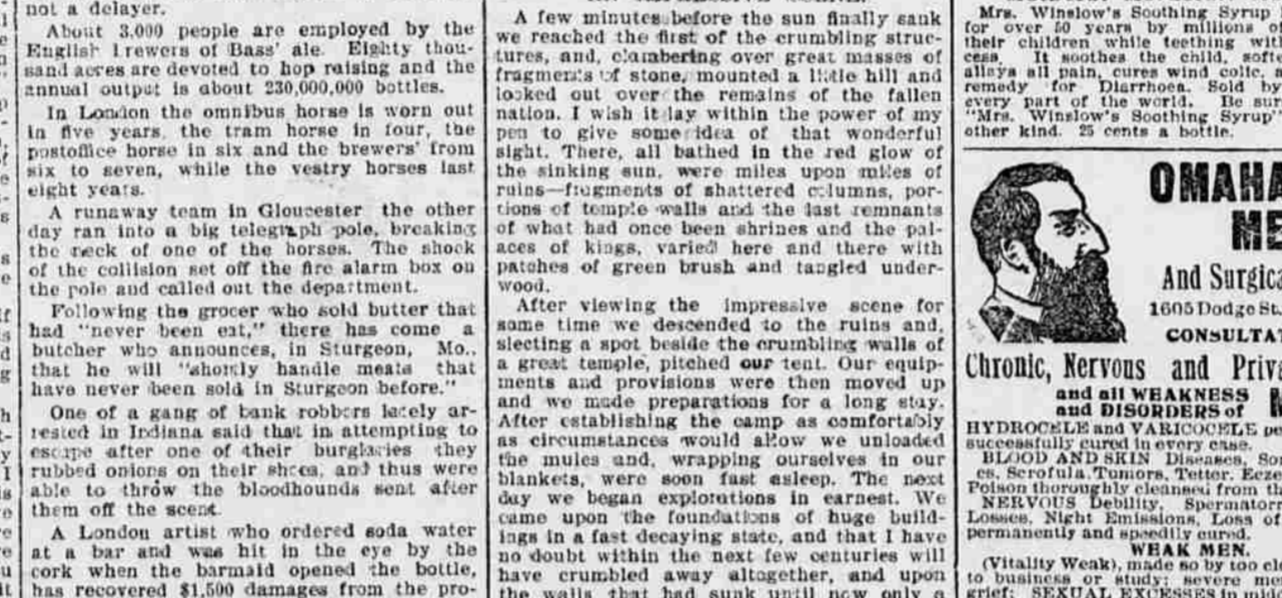 not a delayer.
About 3,000 people are employed by the
English brewers of Bass' ale. Eighty thou-
sand acres are devoted to hop raising and the
annual output is about 230,000,000 bottles.
In London the omnibus horse is worn out
in five years, the tram horse in four, the
postoffice horse in six and the brewers' from
six to seven, while the vestry horses last
eight years.
A runaway team in Gloucester the other
day ran into a big telegraph pole, breaking
the neck of one of the horses. The shock
of the collision set off the fire alarm box on
the pole and called out the department.
Following the grocer who sold butter that
had "never been eat," there has come a
butcher who announces, in Sturgeon, Mo.,
that he will "shortly handle meats that
have never been sold in Sturgeon before."
One of a gang of bank robbers lately ar-
rested in Indiana said that in attempting to
escape after one of their burglaries they
rubbed onions on their shoes, and thus were
able to throw the bloodhounds sent after
them off the scent.
A London artist who ordered soda water
at a bar and was hit in the eye by the
cork when the barmaid opened the bottle,
has recovered $1,500 damages from the pro-
A few minutes before the sun finally sank
we reached the first of the crumbling struc-
tures, and, clambering over great masses of
fragments of stone, mounted a little hill and
looked out over the remains of the fallen
nation. I wish it lay within the power of my
pen to give some idea of that wonderful
sight. There, all bathed in the red glow of
the sinking sun, were miles upon miles of
ruins—fragments of shattered columns, por-
tions of temple walls and the last remnants
of what had once been shrines and the pal-
aces of kings, varied here and there with
patches of green brush and tangled under-
wood.
After viewing the impressive scene for
some time we descended to the ruins and,
slecting a spot beside the crumbling walls of
a great temple, pitched our tent. Our equip-
ments and provisions were then moved up
and we made preparations for a long stay.
After establishing the camp as comfortably
as circumstances would allow we unloaded
the mules and, wrapping ourselves in our
blankets, were soon fast asleep. The next
day we began explorations in earnest. We
came upon the foundations of huge build-
ings in a fast decaying state, and that I have
no doubt within the next few centuries will
have crumbled away altogether, and upon
the walls that had sunk until now only a
Mrs. Winslow's Soothing Syrup
for over 50 years by millions of
their children while teething with
cess. It soothes the child, softe
allays all pain, cures wind colic, a
remedy for Diarrhoea. Sold by
every part of the world. Be sur
"Mrs. Winslow's Soothing Syrup"
other kind. 25 cents a bottle.
OMAHA
ME
And Surgica
1605 Dodge St.
CONSULTAT
Chronic, Nervous and Priva
and all WEAKNESS
and DISORDERS of M
HYDROCELE and VARICOCELE pe
successfully cured in every case.
BLOOD AND SKIN Diseases, Sor
es, Scrofula, Tumors, Tetter, Ecze
Poison thoroughly cleansed from th
NERVOUS Debility, Spermator
Losses, Night Emissions, Loss of
permanently and speedily cured.
WEAK MEN.
(Vitality Weak), made so by too clo
to business or study; severe men
grief; SEXUAL EXCESSES in midd